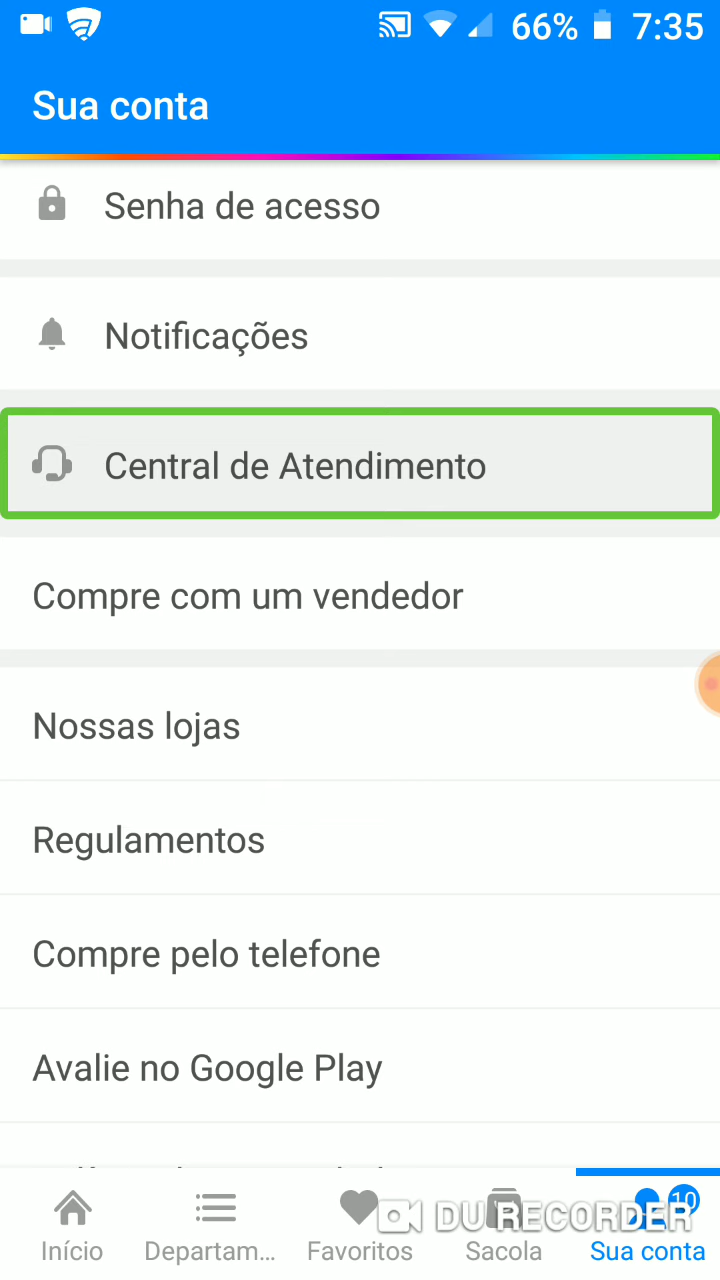 66% 7:35
Sua conta
Senha de acesso
Notificações
Central de Atendimento
Compre com um vendedor
Nossas lojas
Regulamentos
Compre pelo telefone
Avalie no Google Play
10
DU RECORDER
Início Departam... Favoritos Sacola Sua conta